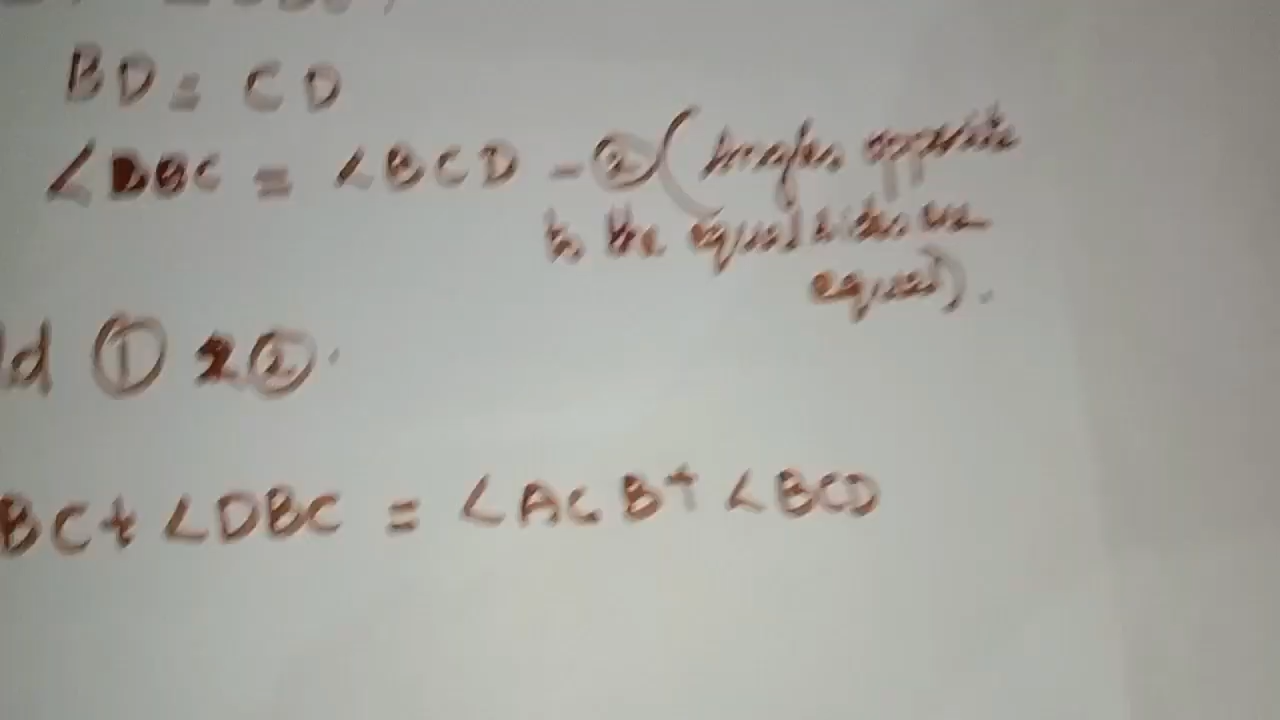 BD = CD
∠DBC = ∠BCD - ② ( Angles opposite
to the equal sides are
equal).
d ① & ②.
BC + ∠DBC = ∠ACB + ∠BCD